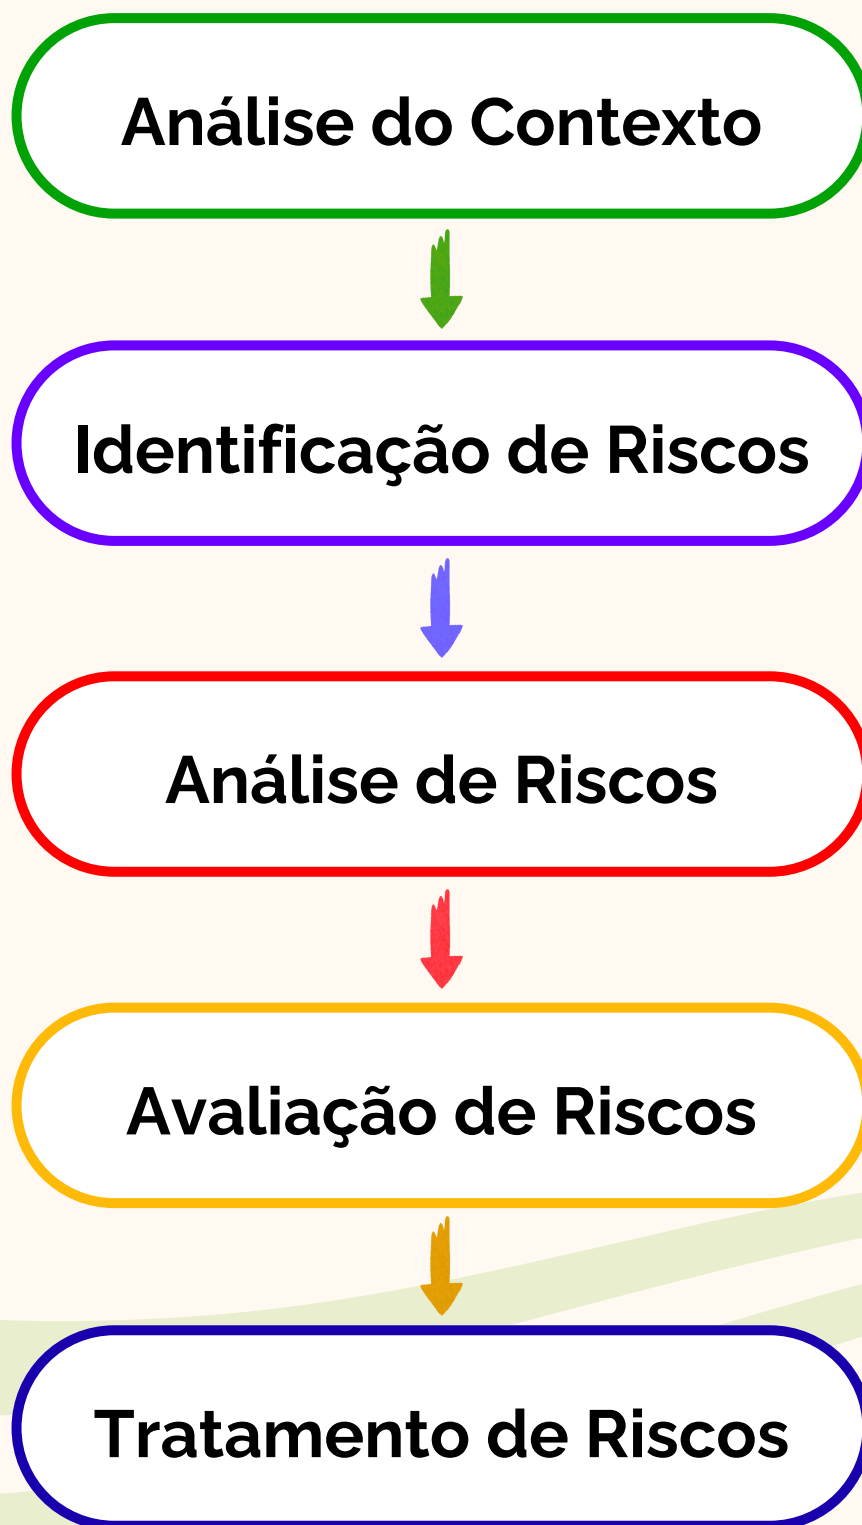 Análise do Contexto
Identificação de Riscos
Análise de Riscos
Avaliação de Riscos
Tratamento de Riscos